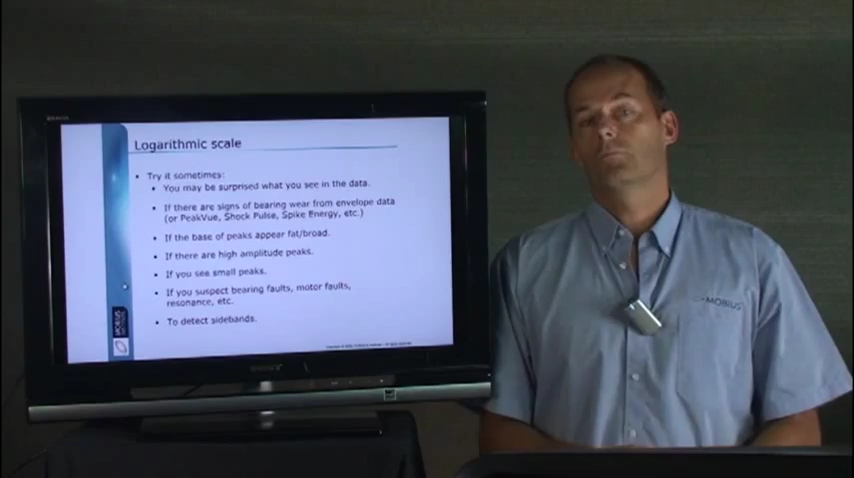 BRAVIA
Logarithmic scale
• Try it sometimes:
• You may be surprised what you see in the data.
• If there are signs of bearing wear from envelope data
(or PeakVue, Shock Pulse, Spike Energy, etc.)
• If the base of peaks appear fat/broad.
• If there are high amplitude peaks.
• If you see small peaks.
• If you suspect bearing faults, motor faults,
resonance, etc.
• To detect sidebands.
MOBIUS
SONY
MOBIUS